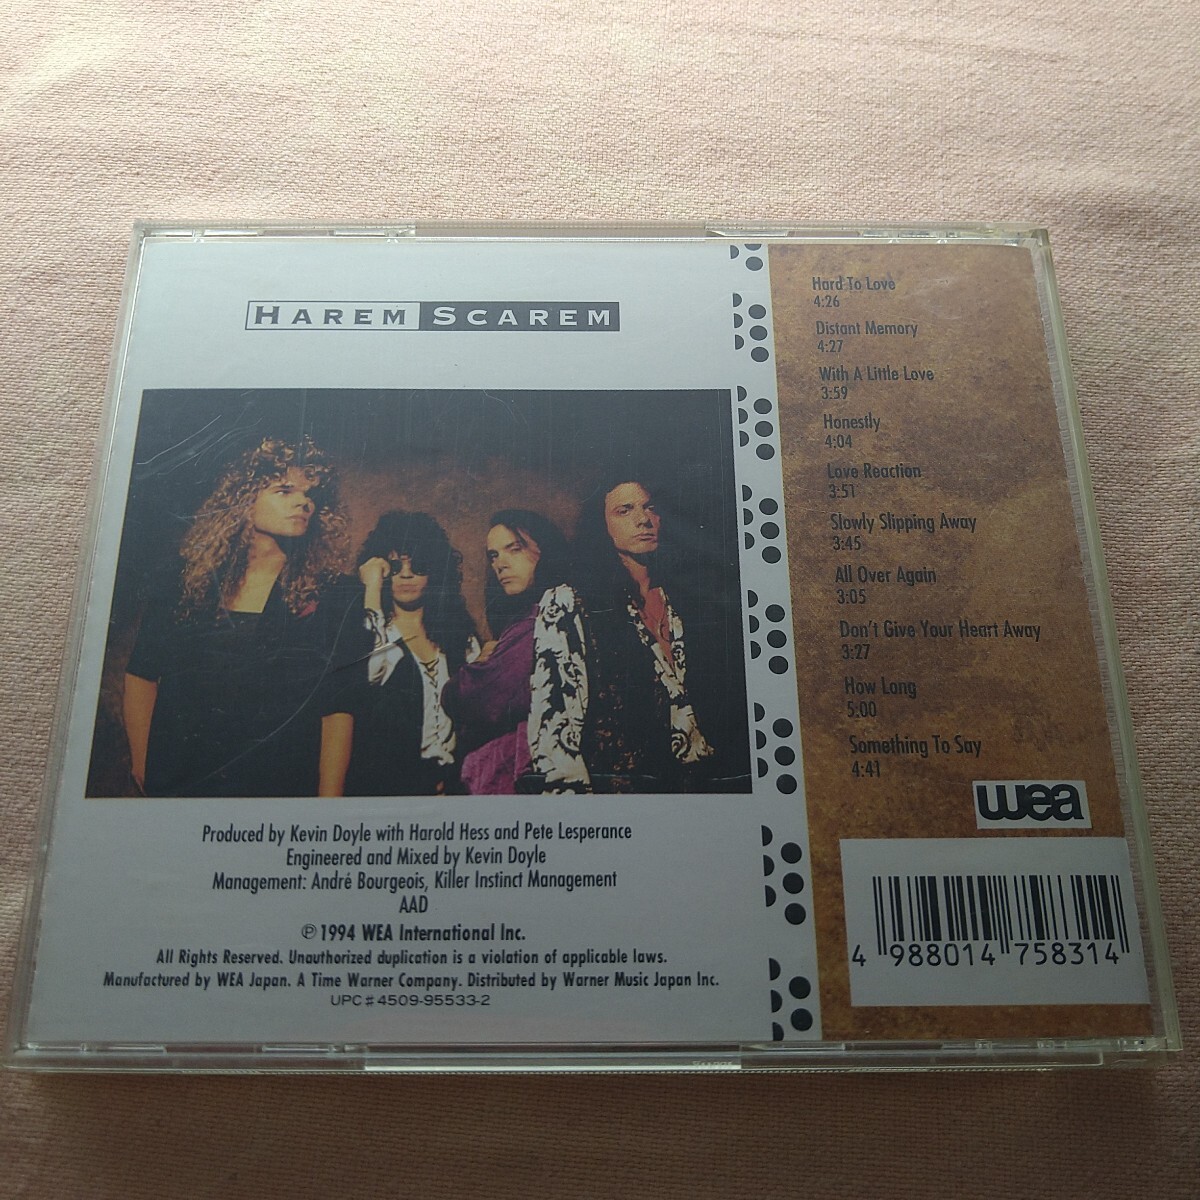 HAREM SCAREM
Hard To Love
4:26
Distant Memory
4:27
With A Little Love
3:59
Honestly
4:04
Love Reaction
3:51
Slowly Slipping Away
3:45
All Over Again
3:05
Don't Give Your Heart Away
3:27
How Long
5:00
Something To Say
4:41
wea
4 988014 758314
Produced by Kevin Doyle with Harold Hess and Pete Lesperance
Engineered and Mixed by Kevin Doyle
Management: André Bourgeois, Killer Instinct Management
AAD
℗ 1994 WEA International Inc.
All Rights Reserved. Unauthorized duplication is a violation of applicable laws.
Manufactured by WEA Japan. A Time Warner Company. Distributed by Warner Music Japan Inc.
UPC # 4509-95533-2